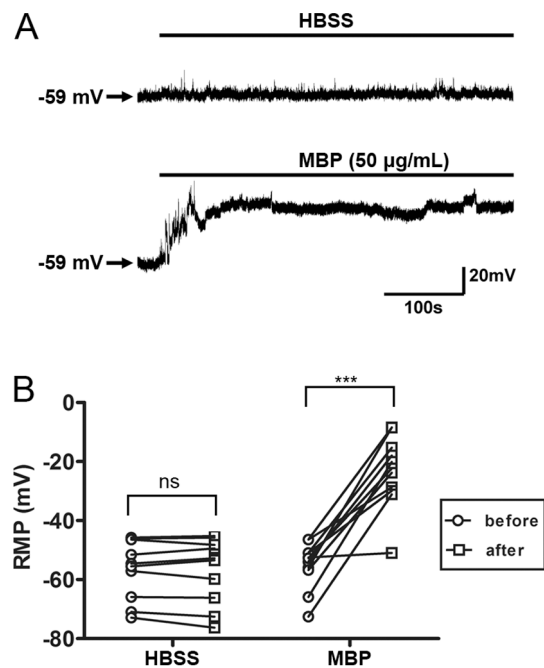 A
HBSS
-59 mV
MBP (50 µg/mL)
-59 mV
20mV
100s
B
0
-20
-40
-60
-80
RMP (mV)
ns
***
before
after
HBSS
MBP